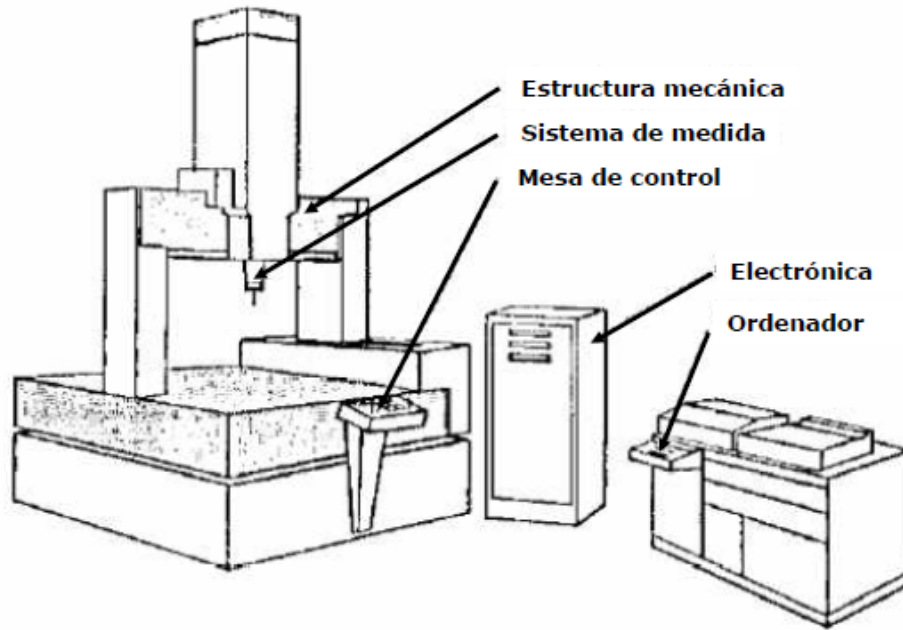 Estructura mecánica
Sistema de medida
Mesa de control
Electrónica
Ordenador